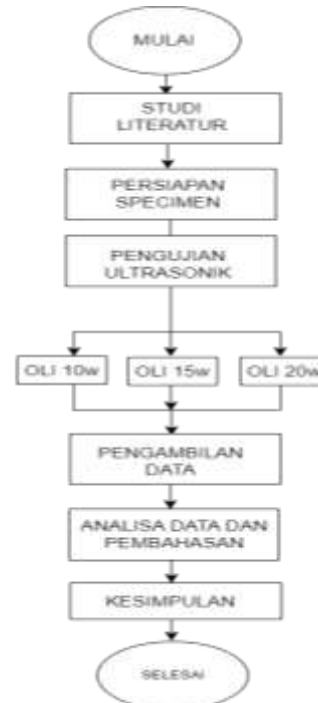 MULAI
STUDI
LITERATUR
PERSIAPAN
SPECIMEN
PENGUJIAN
ULTRASONIK
OLI 10w OLI 15w OLI 20w
PENGAMBILAN
DATA
ANALISA DATA DAN
PEMBAHASAN
KESIMPULAN
SELESAI